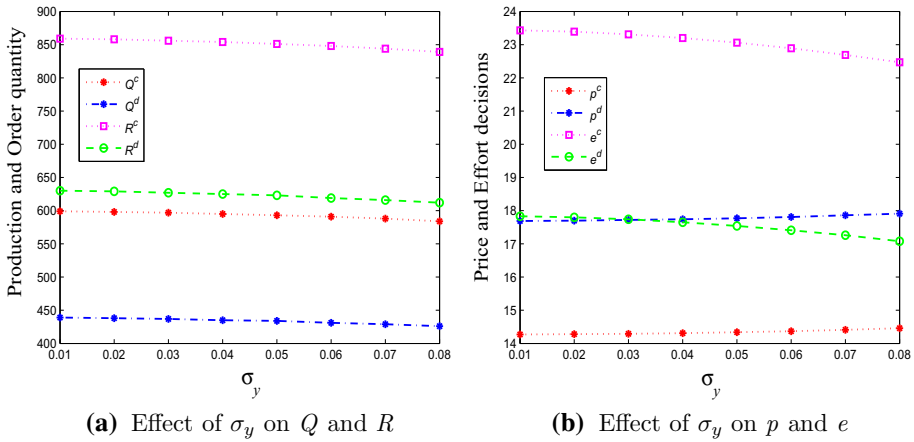 Production and Order quantity
900
850
800
750
700
650
600
550
500
450
400
0.01 0.02 0.03 0.04 0.05 0.06 0.07 0.08
σ_y
Q^c
Q^d
R^c
R^d
(a) Effect of σ_y on Q and R
Price and Effort decisions
24
23
22
21
20
19
18
17
16
15
14
0.01 0.02 0.03 0.04 0.05 0.06 0.07 0.08
σ_y
p^c
p^d
e^c
e^d
(b) Effect of σ_y on p and e